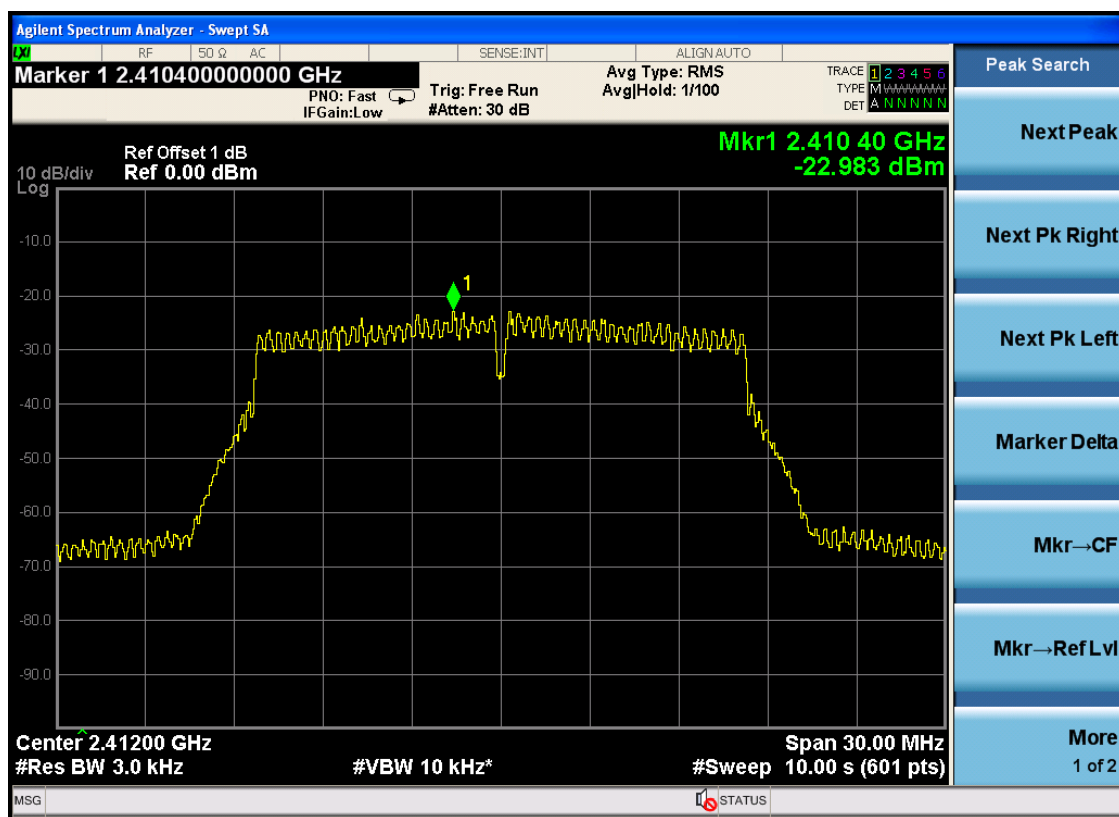 Agilent Spectrum Analyzer - Swept SA
LXI RF 50 Ω AC SENSE:INT ALIGN AUTO
Marker 1 2.410400000000 GHz
PNO: Fast
IFGain:Low
Trig: Free Run
#Atten: 30 dB
Avg Type: RMS
Avg|Hold: 1/100
TRACE 1 2 3 4 5 6
TYPE M W W W W W
DET A N N N N N
Mkr1 2.410 40 GHz
-22.983 dBm
Ref Offset 1 dB
10 dB/div Ref 0.00 dBm
Log
1
-10.0
-20.0
-30.0
-40.0
-50.0
-60.0
-70.0
-80.0
-90.0
Center 2.41200 GHz Span 30.00 MHz
#Res BW 3.0 kHz #VBW 10 kHz* #Sweep 10.00 s (601 pts)
MSG STATUS
Peak Search
Next Peak
Next Pk Right
Next Pk Left
Marker Delta
Mkr→CF
Mkr→Ref Lvl
More
1 of 2